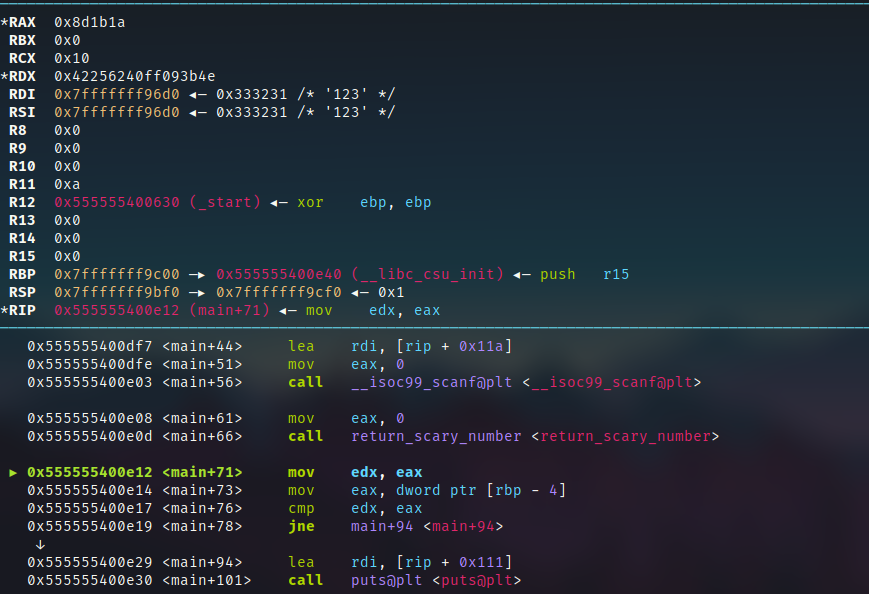 *RAX  0x8d1b1a
 RBX  0x0
 RCX  0x10
*RDX  0x42256240ff093b4e
 RDI  0x7fffffff96d0 ◂— 0x333231 /* '123' */
 RSI  0x7fffffff96d0 ◂— 0x333231 /* '123' */
 R8   0x0
 R9   0x0
 R10  0x0
 R11  0xa
 R12  0x555555400630 (_start) ◂— xor    ebp, ebp
 R13  0x0
 R14  0x0
 R15  0x0
 RBP  0x7fffffff9c00 —▸ 0x555555400e40 (__libc_csu_init) ◂— push   r15
 RSP  0x7fffffff9bf0 —▸ 0x7fffffff9cf0 ◂— 0x1
*RIP  0x555555400e12 (main+71) ◂— mov    edx, eax
   0x555555400df7 <main+44>     lea    rdi, [rip + 0x11a]
   0x555555400dfe <main+51>     mov    eax, 0
   0x555555400e03 <main+56>     call   __isoc99_scanf@plt <__isoc99_scanf@plt>
   0x555555400e08 <main+61>     mov    eax, 0
   0x555555400e0d <main+66>     call   return_scary_number <return_scary_number>
 ► 0x555555400e12 <main+71>     mov    edx, eax
   0x555555400e14 <main+73>     mov    eax, dword ptr [rbp - 4]
   0x555555400e17 <main+76>     cmp    edx, eax
   0x555555400e19 <main+78>     jne    main+94 <main+94>
    ↓
   0x555555400e29 <main+94>     lea    rdi, [rip + 0x111]
   0x555555400e30 <main+101>    call   puts@plt <puts@plt>